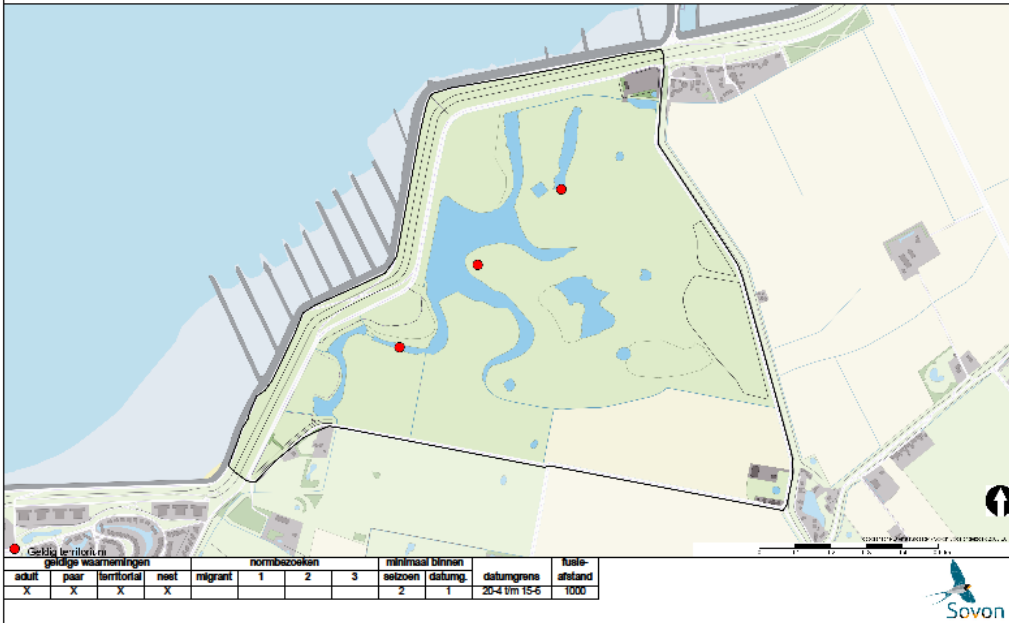 Geldig territorium
geldige waarnemingen normbezoeken minimaal binnen fusie-
adult paar territorial nest migrant 1 2 3 seizoen datumg. datumgrens afstand
X X X X 2 1 20-4 t/m 15-6 1000
Sovon